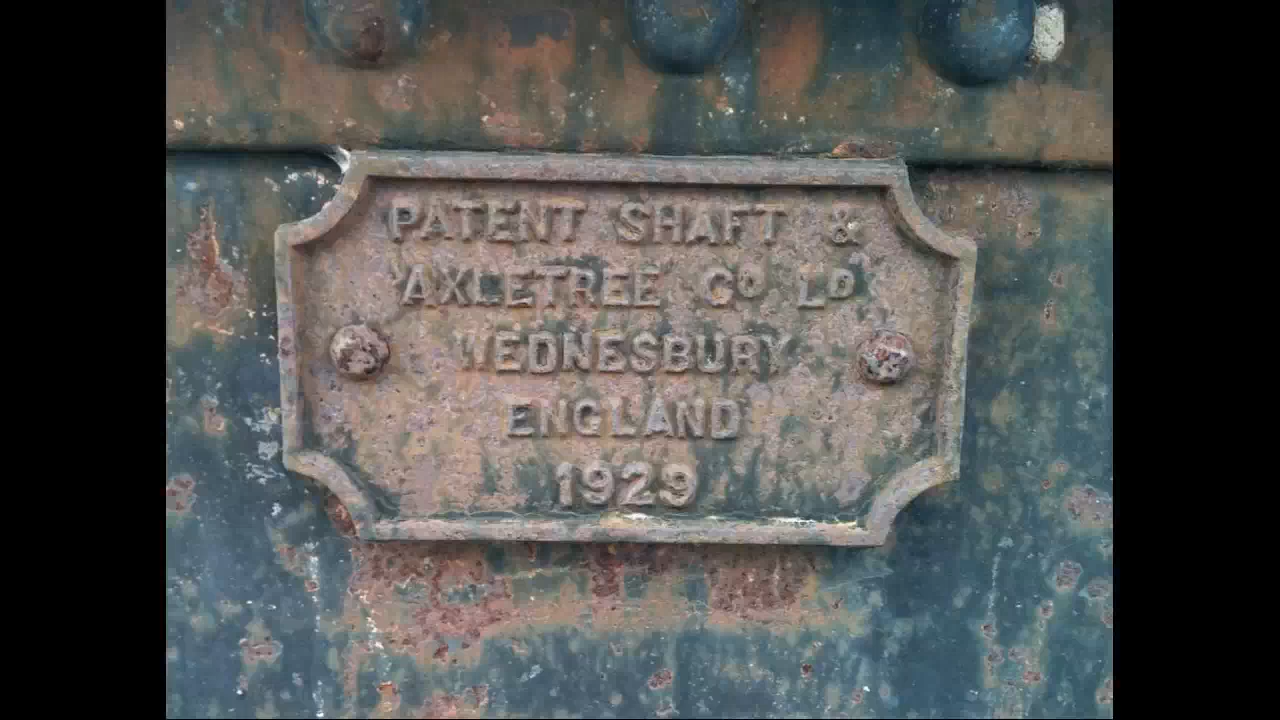 PATENT SHAFT &
AXLETREE Cº Lᴰ
WEDNESBURY
ENGLAND
1929